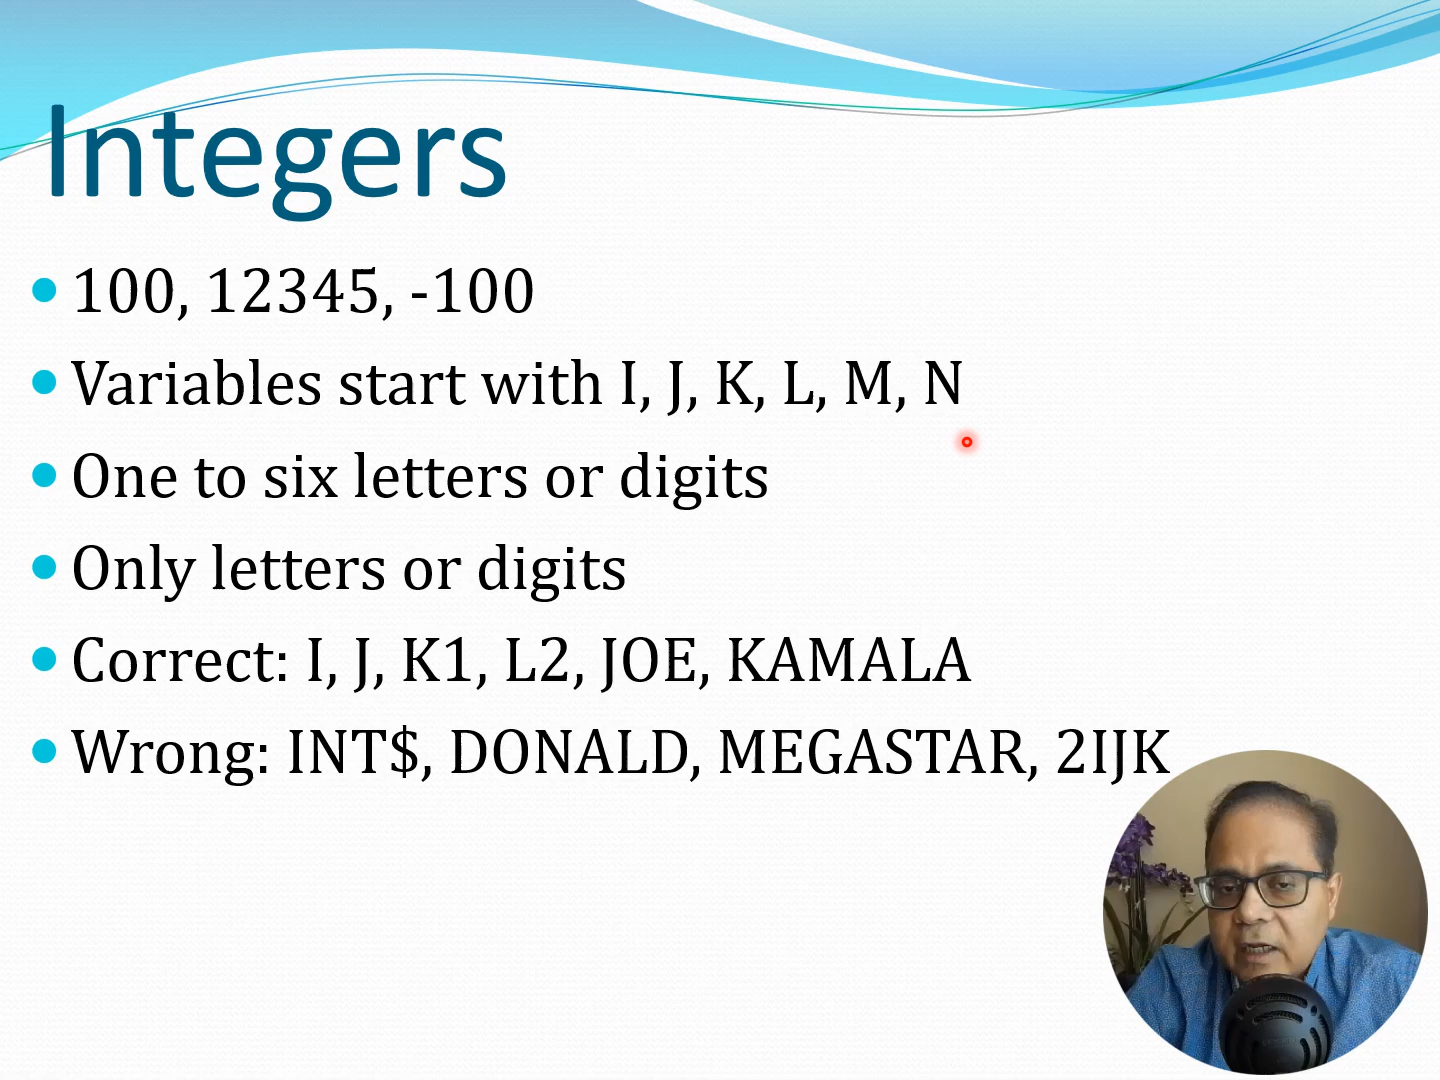 Integers
100, 12345, -100
Variables start with I, J, K, L, M, N
One to six letters or digits
Only letters or digits
Correct: I, J, K1, L2, JOE, KAMALA
Wrong: INT$, DONALD, MEGASTAR, 2IJK